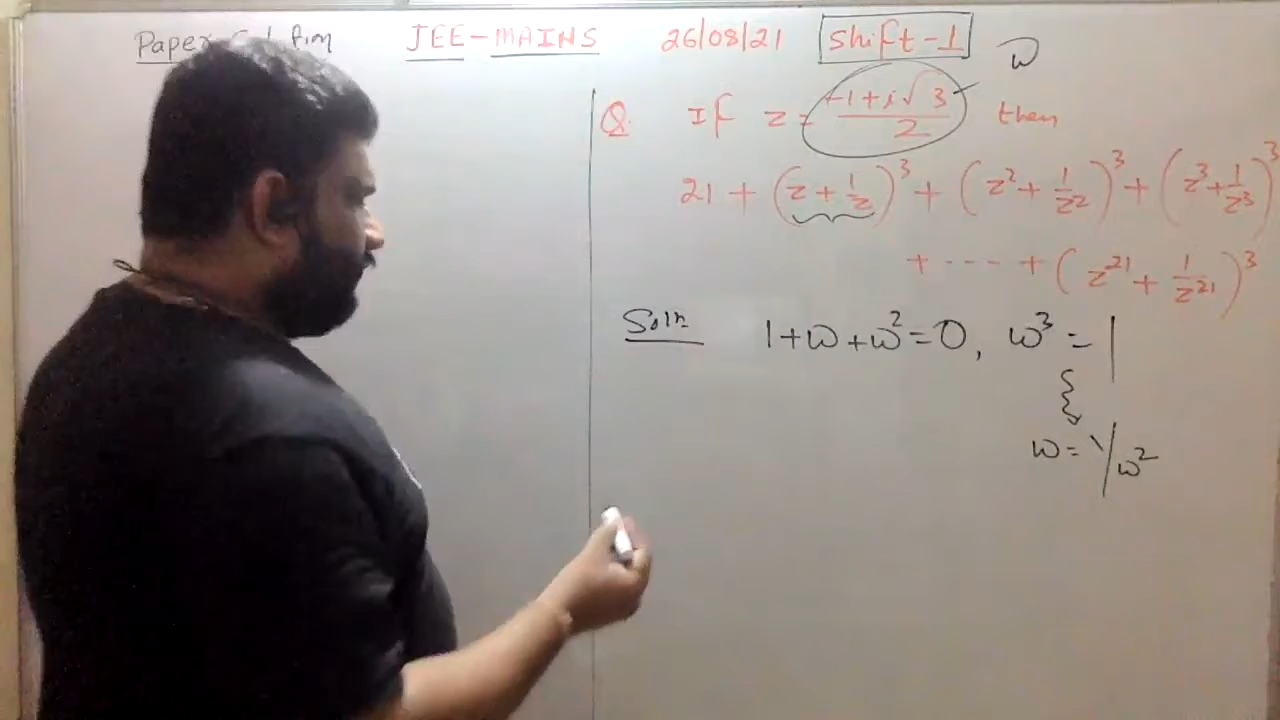 Paper JEE-MAINS 26/08/21 Shift-1
ω
Q. If z = (-1+i√3)/2 then
21 + (z + 1/z)³ + (z² + 1/z²)³ + (z³ + 1/z³)³
+ ---- + (z²¹ + 1/z²¹)³
Soln 1+ω+ω²=0, ω³ = 1
ω = 1/ω²